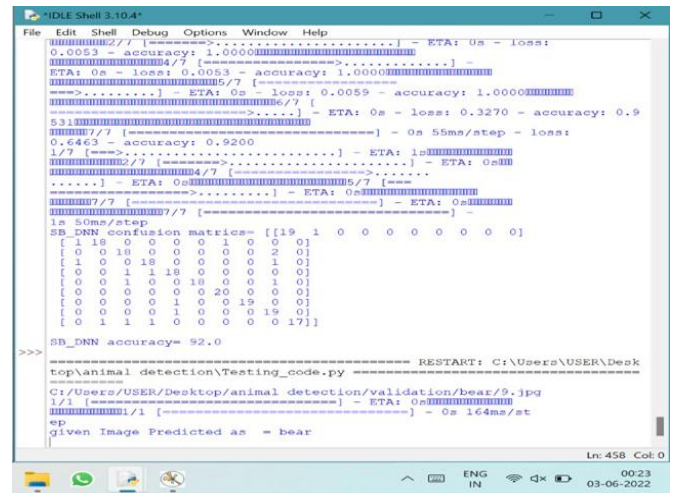 *IDLE Shell 3.10.4*
File Edit Shell Debug Options Window Help
2/7 [=======>......................] - ETA: 0s - loss:
0.0053 - accuracy: 1.0000
4/7 [================>.............] -
ETA: 0s - loss: 0.0053 - accuracy: 1.0000
5/7 [=================
===>.........] - ETA: 0s - loss: 0.0059 - accuracy: 1.0000
6/7 [
========================>.....] - ETA: 0s - loss: 0.3270 - accuracy: 0.9
531
7/7 [==============================] - 0s 55ms/step - loss:
0.6463 - accuracy: 0.9200
1/7 [===>..........................] - ETA: 1s
2/7 [=======>......................] - ETA: 0s
4/7 [================>.......
......] - ETA: 0s
5/7 [===
=================>.........] - ETA: 0s
7/7 [==============================] - ETA: 0s
7/7 [==============================] -
1s 50ms/step
SB_DNN confusion matrics= [[19 1 0 0 0 0 0 0 0 0]
[ 1 18 0 0 0 0 1 0 0 0]
[ 0 0 18 0 0 0 0 0 2 0]
[ 1 0 0 18 0 0 0 0 1 0]
[ 0 0 1 1 18 0 0 0 0 0]
[ 0 0 1 0 0 18 0 0 1 0]
[ 0 0 0 0 0 0 20 0 0 0]
[ 0 0 0 0 1 0 0 19 0 0]
[ 0 0 0 0 1 0 0 0 19 0]
[ 0 1 1 1 0 0 0 0 0 17]]
SB_DNN accuracy= 92.0
>>>
======================================== RESTART: C:\Users\USER\Desk
top\animal detection\Testing_code.py ================================
=========
C:/Users/USER/Desktop/animal detection/validation/bear/9.jpg
1/1 [==============================] - ETA: 0s
1/1 [==============================] - 0s 164ms/st
ep
given Image Predicted as = bear
Ln: 458 Col: 0
ENG
IN
00:23
03-06-2022